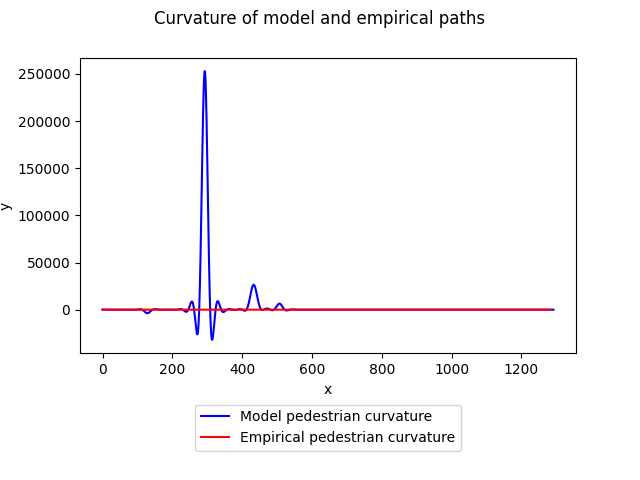 Curvature of model and empirical paths
250000
200000
150000
100000
50000
0
y
0 200 400 600 800 1000 1200
x
Model pedestrian curvature
Empirical pedestrian curvature